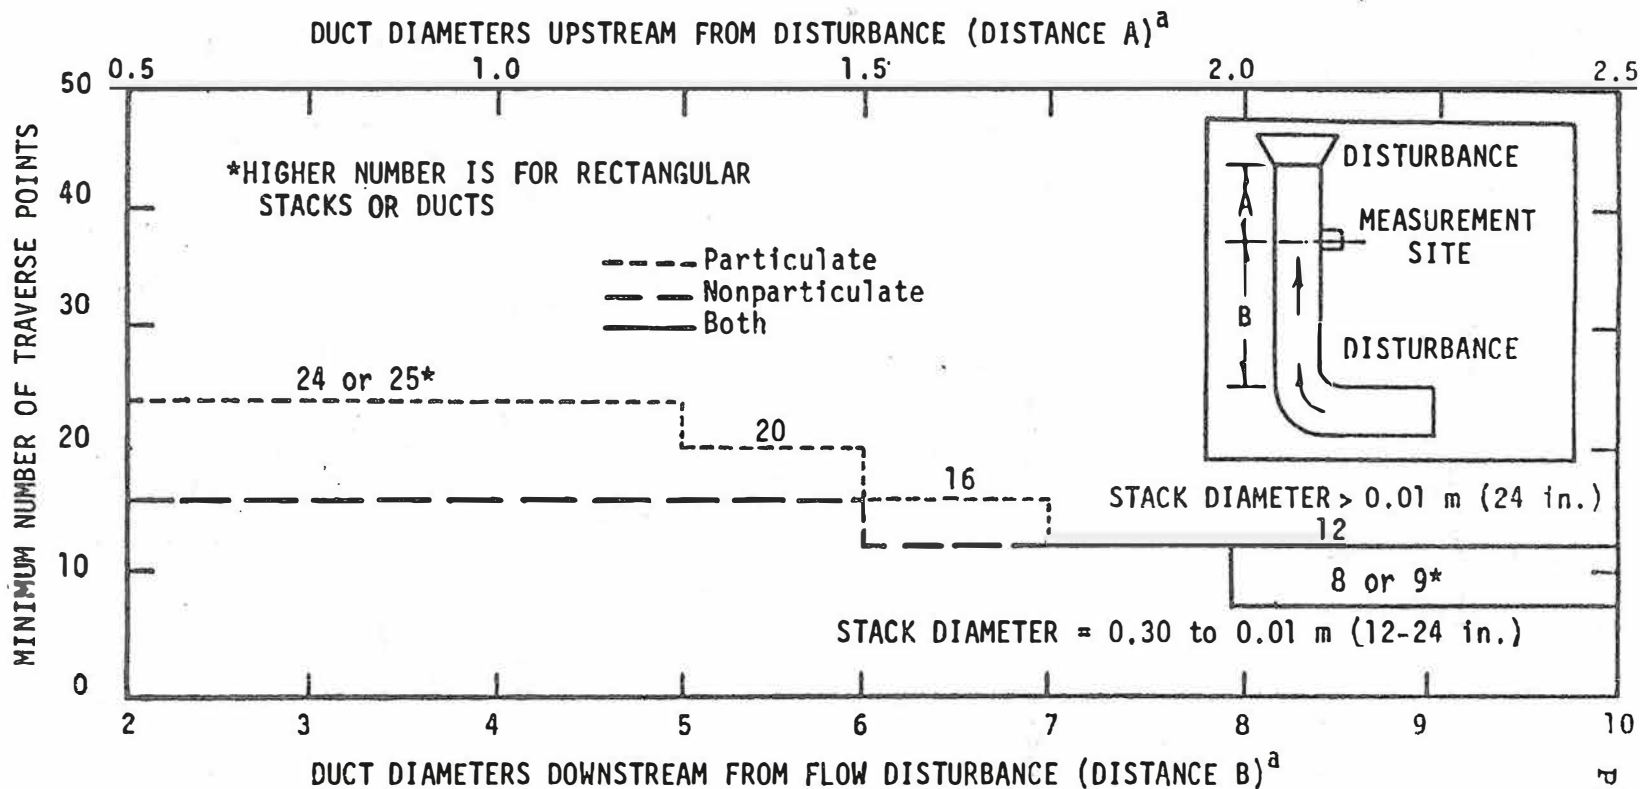 DUCT DIAMETERS UPSTREAM FROM DISTURBANCE (DISTANCE A)ª
0.5 1.0 1.5 2.0 2.5
50
40
30
20
10
0
MINIMUM NUMBER OF TRAVERSE POINTS
*HIGHER NUMBER IS FOR RECTANGULAR
STACKS OR DUCTS
Particulate
Nonparticulate
Both
DISTURBANCE
A
MEASUREMENT
SITE
B
DISTURBANCE
24 or 25*
20
16
STACK DIAMETER > 0.01 m (24 in.)
12
8 or 9*
STACK DIAMETER = 0.30 to 0.01 m (12-24 in.)
2 3 4 5 6 7 8 9 10
DUCT DIAMETERS DOWNSTREAM FROM FLOW DISTURBANCE (DISTANCE B)ª